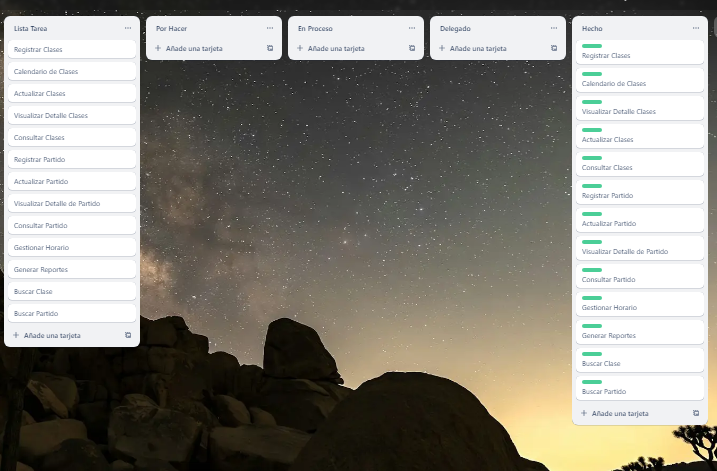 Lista Tarea
Registrar Clases
Calendario de Clases
Actualizar Clases
Visualizar Detalle Clases
Consultar Clases
Registrar Partido
Actualizar Partido
Visualizar Detalle de Partido
Consultar Partido
Gestionar Horario
Generar Reportes
Buscar Clase
Buscar Partido
Añade una tarjeta
Por Hacer
Añade una tarjeta
En Proceso
Añade una tarjeta
Delegado
Añade una tarjeta
Hecho
Registrar Clases
Calendario de Clases
Visualizar Detalle Clases
Actualizar Clases
Consultar Clases
Registrar Partido
Actualizar Partido
Visualizar Detalle de Partido
Consultar Partido
Gestionar Horario
Generar Reportes
Buscar Clase
Buscar Partido
Añade una tarjeta